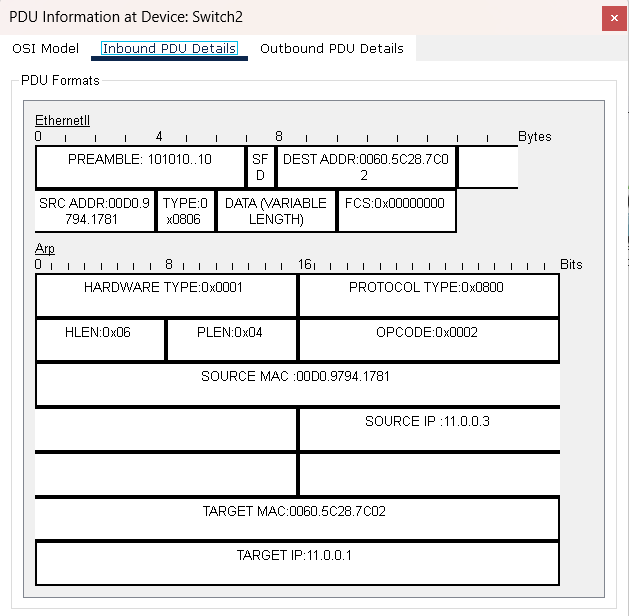 PDU Information at Device: Switch2
×
OSI Model Inbound PDU Details Outbound PDU Details
PDU Formats
EthernetII
0 4 8 Bytes
PREAMBLE: 101010..10
SF
D
DEST ADDR:0060.5C28.7C0
2
SRC ADDR:00D0.9
794.1781
TYPE:0
x0806
DATA (VARIABLE
LENGTH)
FCS:0x00000000
Arp
0 8 16 Bits
HARDWARE TYPE:0x0001 PROTOCOL TYPE:0x0800
HLEN:0x06 PLEN:0x04 OPCODE:0x0002
SOURCE MAC :00D0.9794.1781
SOURCE IP :11.0.0.3
TARGET MAC:0060.5C28.7C02
TARGET IP:11.0.0.1